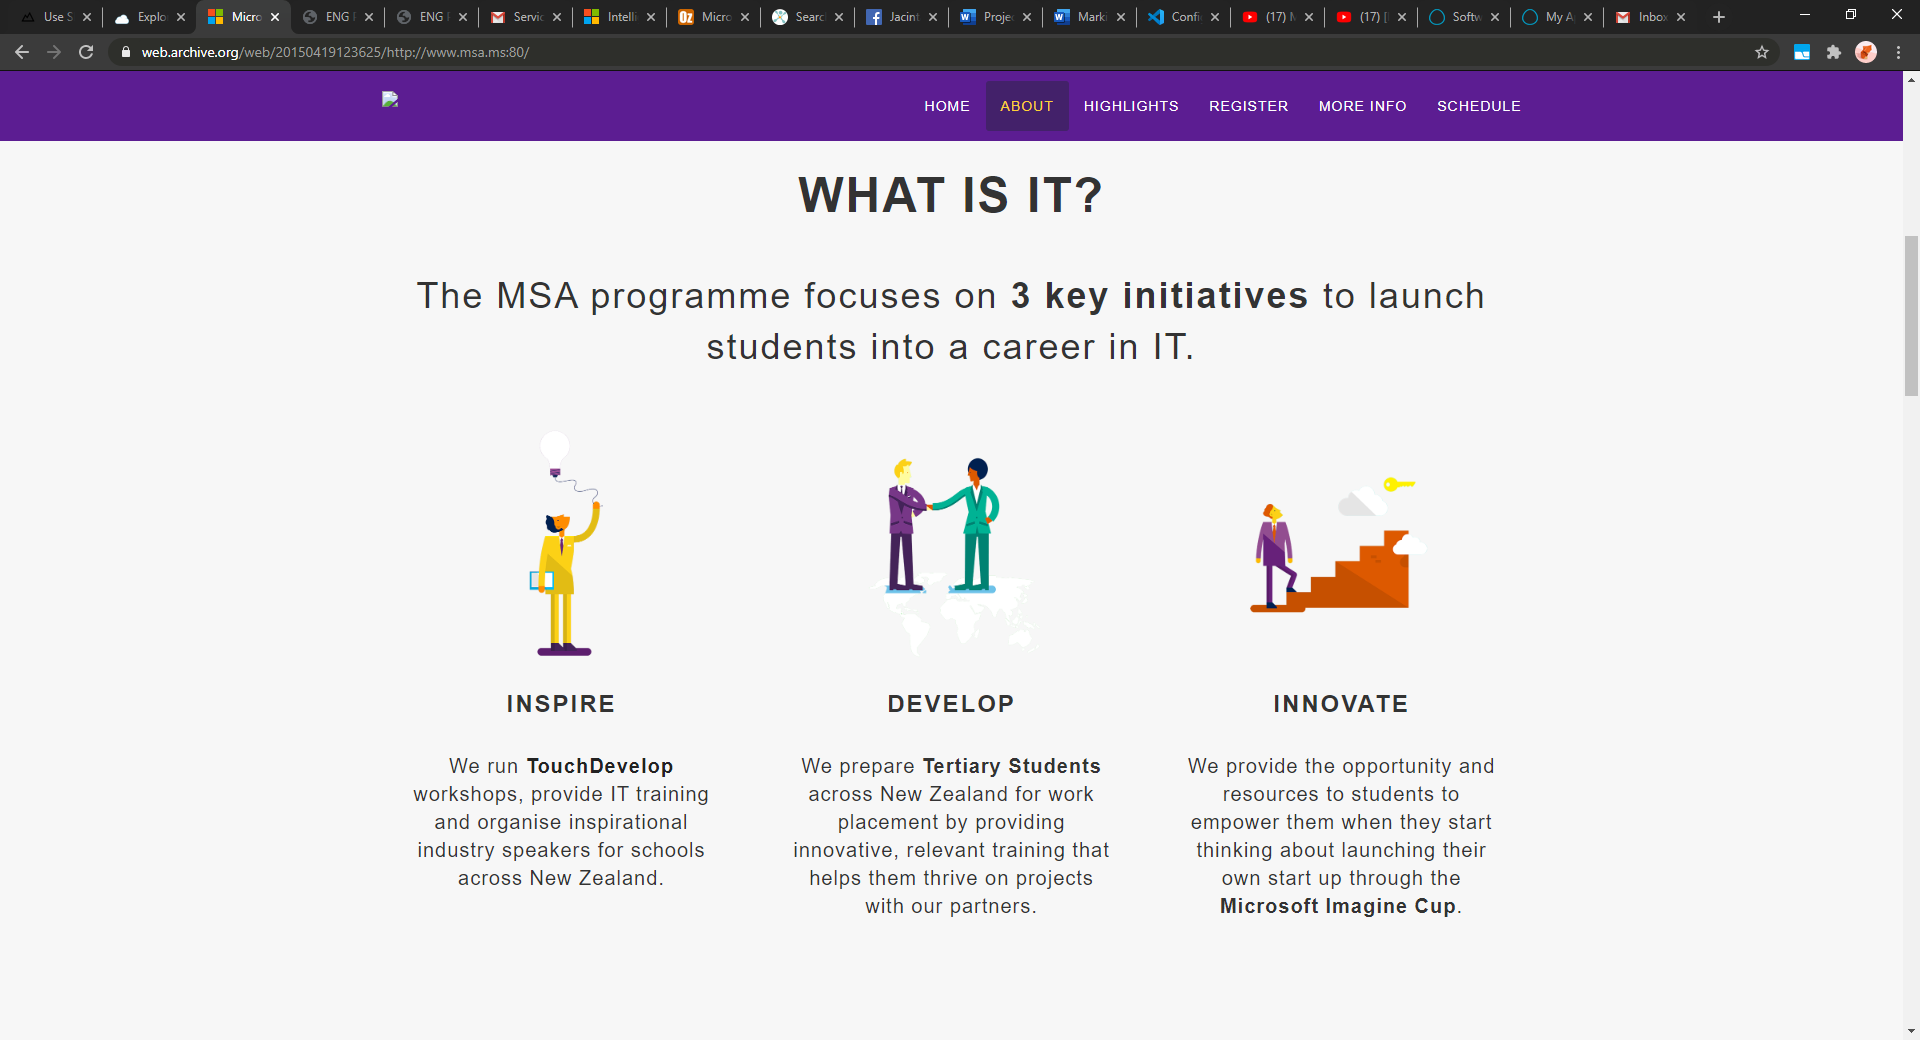 Use S
Explo
Micro
ENG
ENG
Servic
Intelli
Micro
Searc
Jacint
Projec
Marki
Confi
(17)
(17)
Softw
My A
Inbox
web.archive.org/web/20150419123625/http://www.msa.ms:80/
HOME ABOUT HIGHLIGHTS REGISTER MORE INFO SCHEDULE
WHAT IS IT?
The MSA programme focuses on 3 key initiatives to launch
students into a career in IT.
INSPIRE
We run TouchDevelop
workshops, provide IT training
and organise inspirational
industry speakers for schools
across New Zealand.
DEVELOP
We prepare Tertiary Students
across New Zealand for work
placement by providing
innovative, relevant training that
helps them thrive on projects
with our partners.
INNOVATE
We provide the opportunity and
resources to students to
empower them when they start
thinking about launching their
own start up through the
Microsoft Imagine Cup.